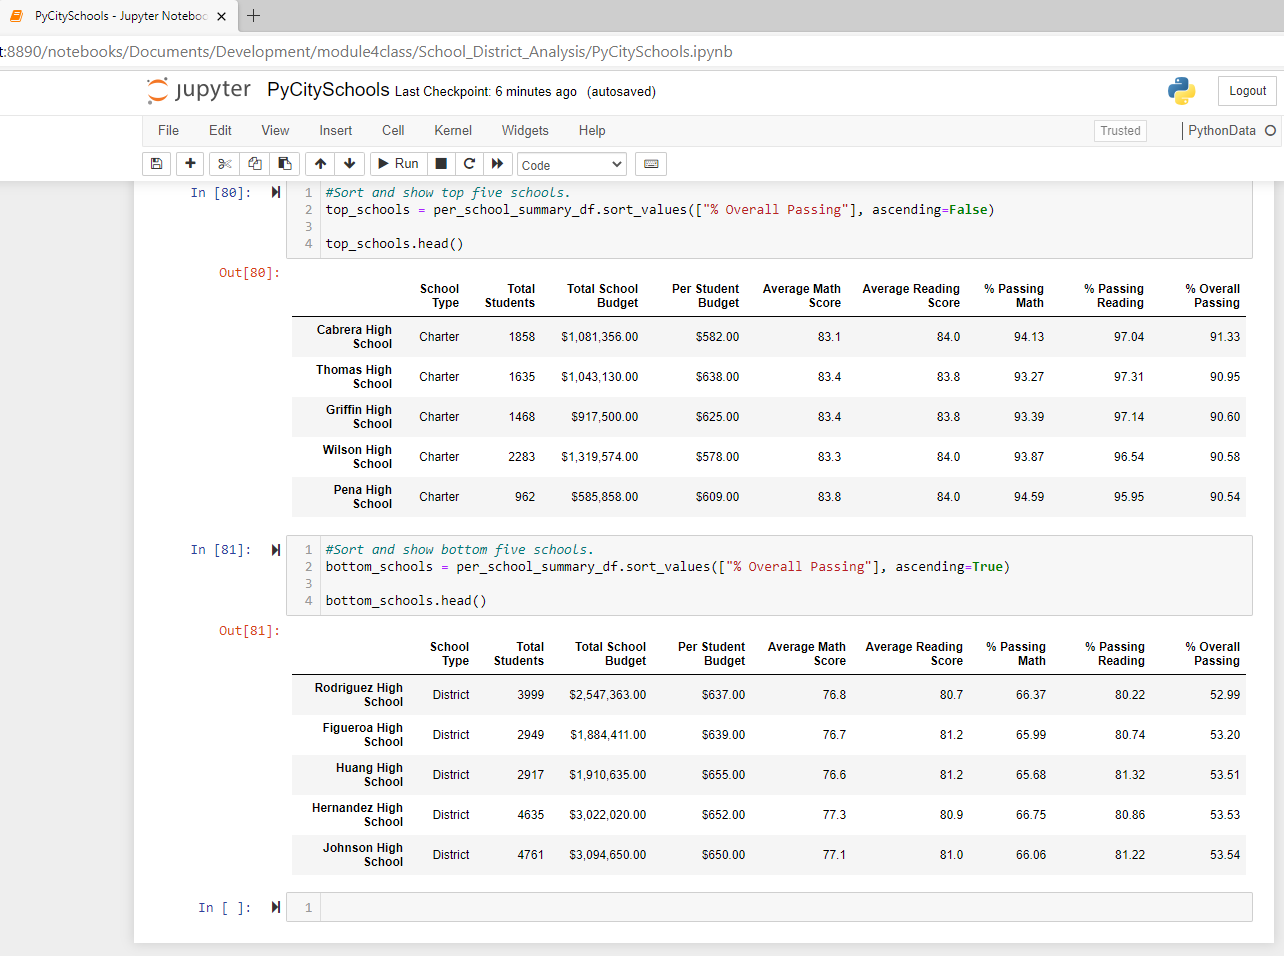 PyCitySchools - Jupyter Noteboo
t:8890/notebooks/Documents/Development/module4class/School_District_Analysis/PyCitySchools.ipynb
jupyter PyCitySchools Last Checkpoint: 6 minutes ago (autosaved)
Logout
File Edit View Insert Cell Kernel Widgets Help
Trusted PythonData
Run Code
In [80]:
1 #Sort and show top five schools.
2 top_schools = per_school_summary_df.sort_values(["% Overall Passing"], ascending=False)
3
4 top_schools.head()
Out[80]:
School Total Total School Per Student Average Math Average Reading % Passing % Passing % Overall
Type Students Budget Budget Score Score Math Reading Passing
Cabrera High
School Charter 1858 $1,081,356.00 $582.00 83.1 84.0 94.13 97.04 91.33
Thomas High
School Charter 1635 $1,043,130.00 $638.00 83.4 83.8 93.27 97.31 90.95
Griffin High
School Charter 1468 $917,500.00 $625.00 83.4 83.8 93.39 97.14 90.60
Wilson High
School Charter 2283 $1,319,574.00 $578.00 83.3 84.0 93.87 96.54 90.58
Pena High
School Charter 962 $585,858.00 $609.00 83.8 84.0 94.59 95.95 90.54
In [81]:
1 #Sort and show bottom five schools.
2 bottom_schools = per_school_summary_df.sort_values(["% Overall Passing"], ascending=True)
3
4 bottom_schools.head()
Out[81]:
School Total Total School Per Student Average Math Average Reading % Passing % Passing % Overall
Type Students Budget Budget Score Score Math Reading Passing
Rodriguez High
School District 3999 $2,547,363.00 $637.00 76.8 80.7 66.37 80.22 52.99
Figueroa High
School District 2949 $1,884,411.00 $639.00 76.7 81.2 65.99 80.74 53.20
Huang High
School District 2917 $1,910,635.00 $655.00 76.6 81.2 65.68 81.32 53.51
Hernandez High
School District 4635 $3,022,020.00 $652.00 77.3 80.9 66.75 80.86 53.53
Johnson High
School District 4761 $3,094,650.00 $650.00 77.1 81.0 66.06 81.22 53.54
In [ ]:
1